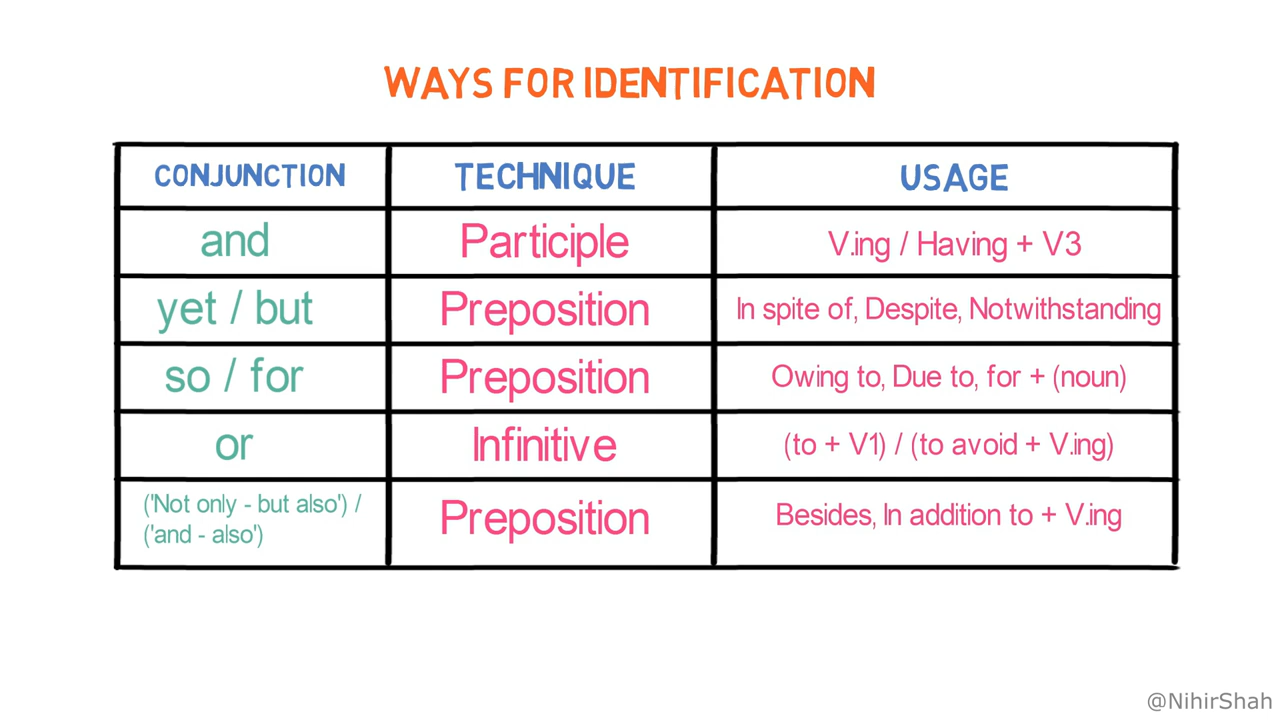 WAYS FOR IDENTIFICATION
CONJUNCTION TECHNIQUE USAGE
and Participle V.ing / Having + V3
yet / but Preposition In spite of, Despite, Notwithstanding
so / for Preposition Owing to, Due to, for + (noun)
or Infinitive (to + V1) / (to avoid + V.ing)
('Not only - but also') /
('and - also') Preposition Besides, In addition to + V.ing
@NihirShah